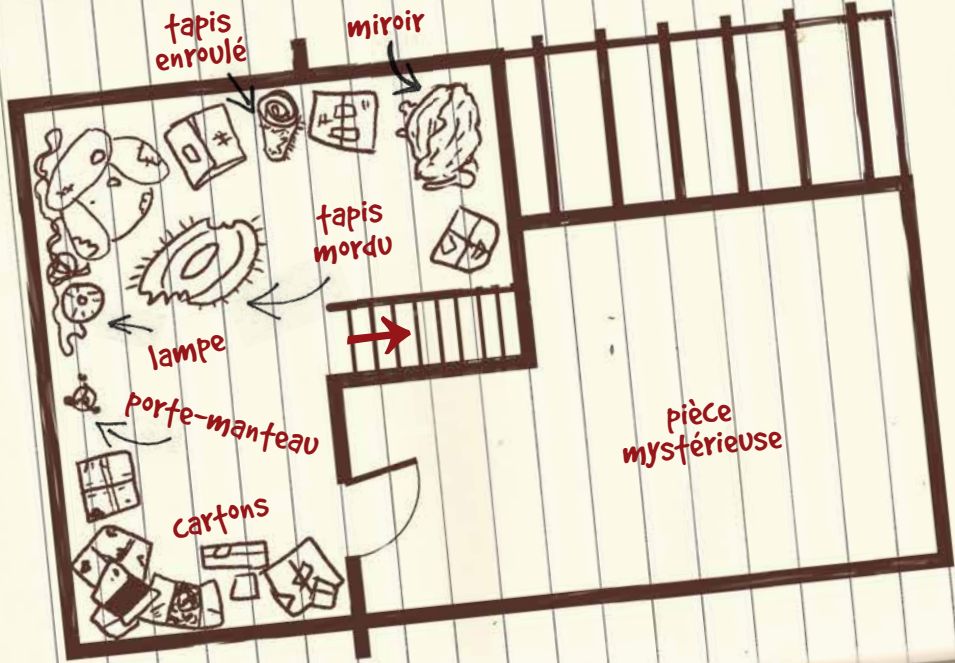 tapis
enroulé
miroir
tapis
mordu
lampe
porte-manteau
cartons
pièce
mystérieuse